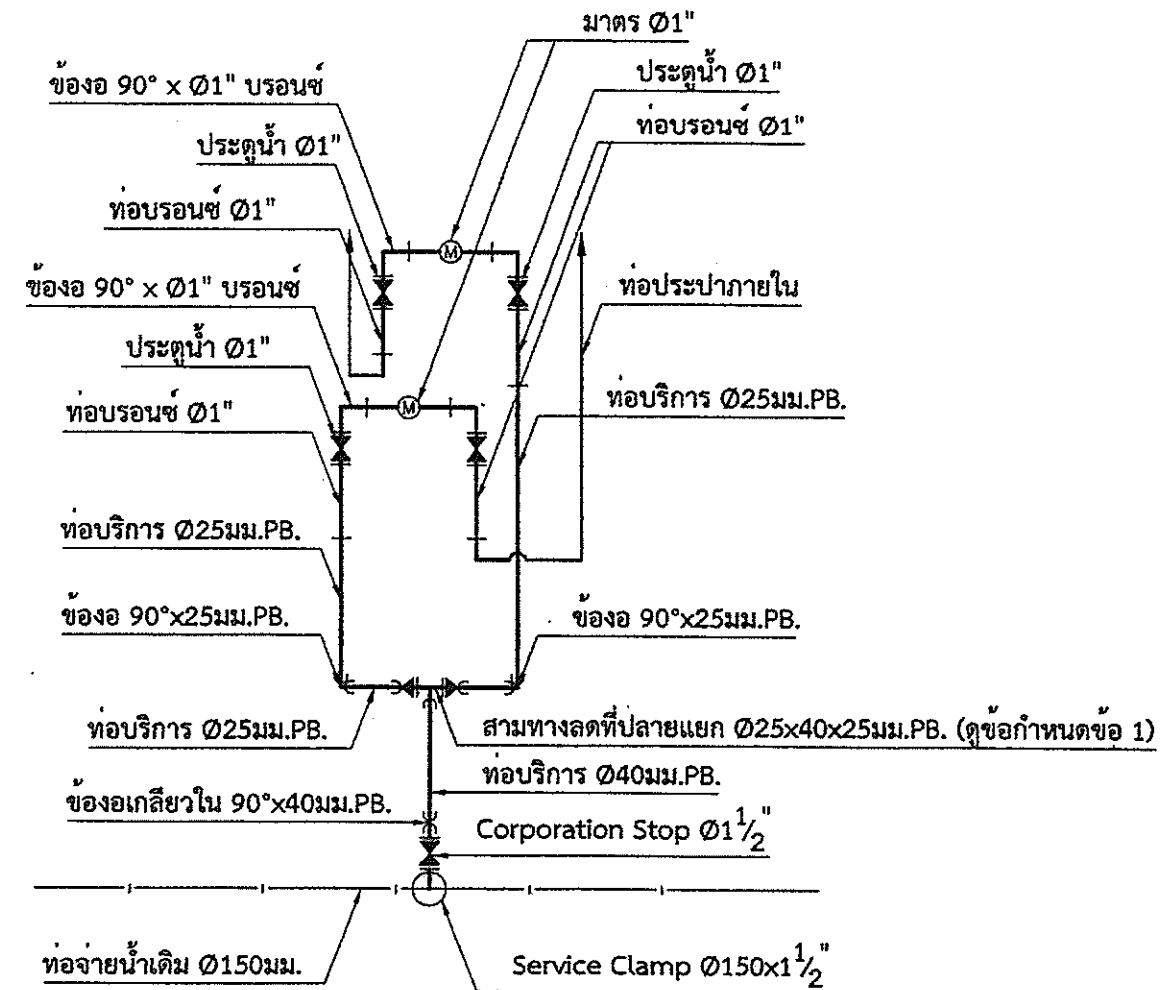 มาตร Ø1"
ข้องอ 90° x Ø1" บรอนซ์
ประตูน้ำ Ø1"
ประตูน้ำ Ø1"
ท่อบรอนซ์ Ø1"
ท่อบรอนซ์ Ø1"
M
ข้องอ 90° x Ø1" บรอนซ์
ท่อประปาภายใน
ประตูน้ำ Ø1"
ท่อบรอนซ์ Ø1"
M
ท่อบริการ Ø25มม.PB.
ท่อบริการ Ø25มม.PB.
ข้องอ 90°x25มม.PB.
ข้องอ 90°x25มม.PB.
ท่อบริการ Ø25มม.PB.
สามทางลดที่ปลายแยก Ø25x40x25มม.PB. (ดูข้อกำหนดข้อ 1)
ท่อบริการ Ø40มม.PB.
ข้องอเกลียวใน 90°x40มม.PB.
Corporation Stop Ø1 1/2"
ท่อจ่ายน้ำเดิม Ø150มม.
Service Clamp Ø150x1 1/2"